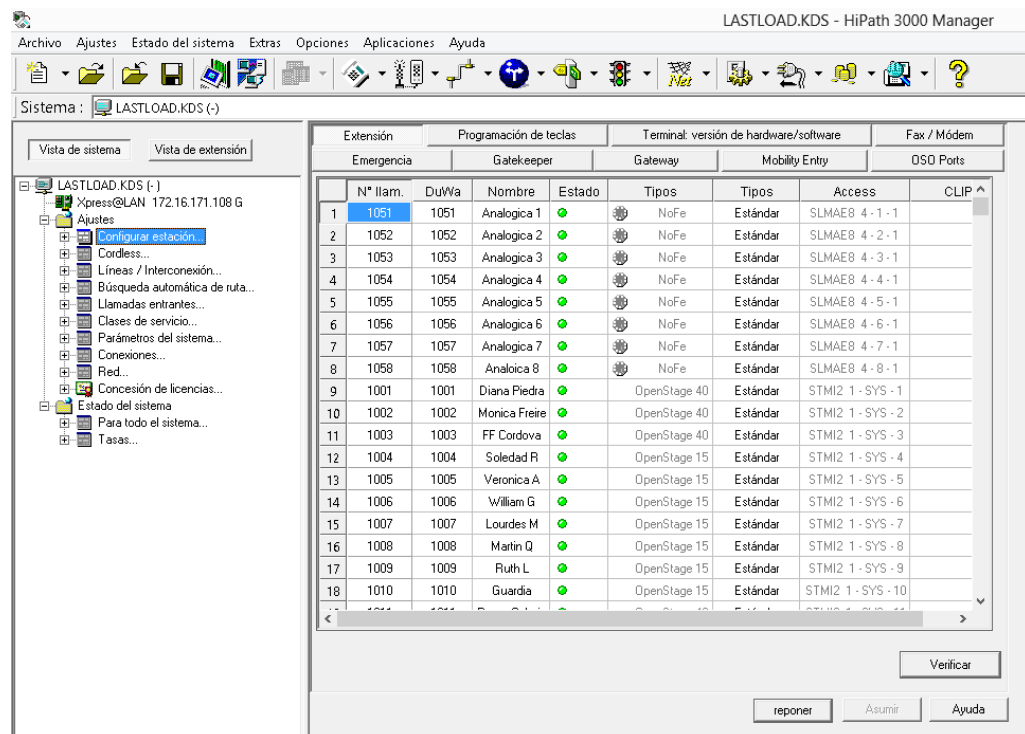 LASTLOAD.KDS - HiPath 3000 Manager
Archivo Ajustes Estado del sistema Extras Opciones Aplicaciones Ayuda
Net
Sistema : LASTLOAD.KDS (-)
Vista de sistema Vista de extensión
LASTLOAD.KDS (-)
Xpress@LAN 172.16.171.108 G
Ajustes
Configurar estación...
Cordless...
Líneas / Interconexión...
Búsqueda automática de ruta...
Llamadas entrantes...
Clases de servicio...
Parámetros del sistema...
Conexiones...
Red...
Concesión de licencias...
Estado del sistema
Para todo el sistema...
Tasas...
Extensión Programación de teclas Terminal: versión de hardware/software Fax / Módem
Emergencia Gatekeeper Gateway Mobility Entry OSO Ports
N° llam. DuWa Nombre Estado Tipos Tipos Access CLIP
1 1051 1051 Analogica 1 NoFe Estándar SLMAE8 4 - 1 - 1
2 1052 1052 Analogica 2 NoFe Estándar SLMAE8 4 - 2 - 1
3 1053 1053 Analogica 3 NoFe Estándar SLMAE8 4 - 3 - 1
4 1054 1054 Analogica 4 NoFe Estándar SLMAE8 4 - 4 - 1
5 1055 1055 Analogica 5 NoFe Estándar SLMAE8 4 - 5 - 1
6 1056 1056 Analogica 6 NoFe Estándar SLMAE8 4 - 6 - 1
7 1057 1057 Analogica 7 NoFe Estándar SLMAE8 4 - 7 - 1
8 1058 1058 Analoica 8 NoFe Estándar SLMAE8 4 - 8 - 1
9 1001 1001 Diana Piedra OpenStage 40 Estándar STMI2 1 - SYS - 1
10 1002 1002 Monica Freire OpenStage 40 Estándar STMI2 1 - SYS - 2
11 1003 1003 FF Cordova OpenStage 40 Estándar STMI2 1 - SYS - 3
12 1004 1004 Soledad R OpenStage 15 Estándar STMI2 1 - SYS - 4
13 1005 1005 Veronica A OpenStage 15 Estándar STMI2 1 - SYS - 5
14 1006 1006 William G OpenStage 15 Estándar STMI2 1 - SYS - 6
15 1007 1007 Lourdes M OpenStage 15 Estándar STMI2 1 - SYS - 7
16 1008 1008 Martin Q OpenStage 15 Estándar STMI2 1 - SYS - 8
17 1009 1009 Ruth L OpenStage 15 Estándar STMI2 1 - SYS - 9
18 1010 1010 Guardia OpenStage 15 Estándar STMI2 1 - SYS - 10
Verificar
reponer Asumir Ayuda